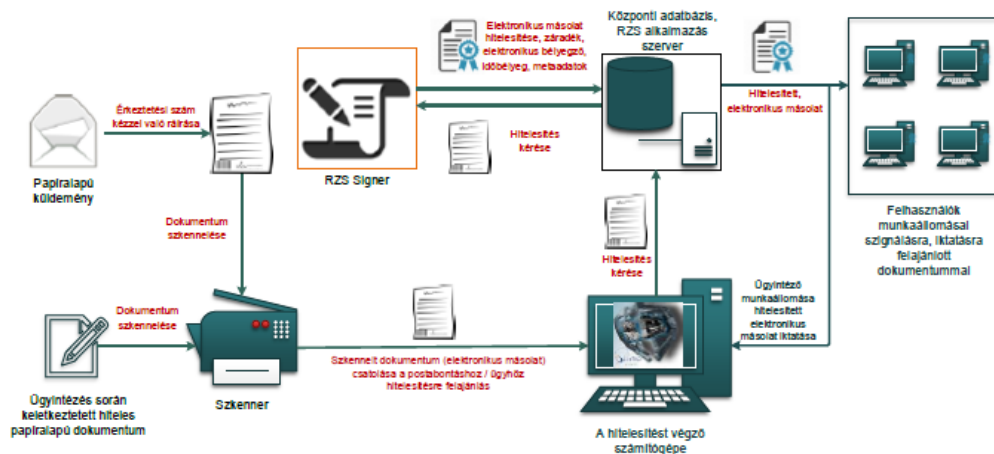 Elektronikus másolat
hitelesítése, záradék,
elektronikus bélyegző,
időbélyeg, metaadatok
Központi adatbázis,
RZS alkalmazás
szerver
Érkeztetési szám
kézzel való ráírása
Hitelesített,
elektronikus másolat
Hitelesítés
kérése
RZS Signer
Papíralapú
küldemény
Felhasználók
munkaállomásai
szignálásra, iktatásra
felajánlott
dokumentummal
Dokumentum
szkennelése
Hitelesítés
kérése
Ügyintéző
munkaállomása
hitelesített
elektronikus
másolat iktatása
Dokumentum
szkennelése
Szkennelt dokumentum (elektronikus másolat)
csatolása a postabontáshoz / ügyhöz
hitelesítésre felajánlás
Szkenner
Ügyintézés során
keletkeztetett hiteles
papíralapú dokumentum
A hitelesítést végző
számítógépe